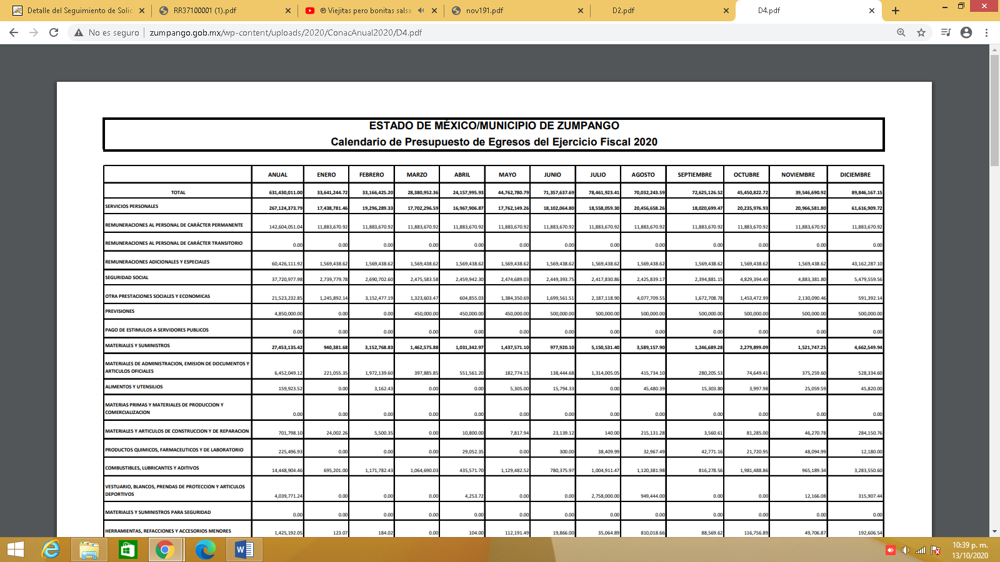 Detalle del Seguimiento de Solic
RR37100001 (1).pdf
® Viejitas pero bonitas salsa
nov191.pdf
D2.pdf
D4.pdf
No es seguro
zumpango.gob.mx/wp-content/uploads/2020/ConacAnual2020/D4.pdf
ESTADO DE MÉXICO/MUNICIPIO DE ZUMPANGO
Calendario de Presupuesto de Egresos del Ejercicio Fiscal 2020
ANUAL ENERO FEBRERO MARZO ABRIL MAYO JUNIO JULIO AGOSTO SEPTIEMBRE OCTUBRE NOVIEMBRE DICIEMBRE
TOTAL 631,430,011.00 33,641,244.72 33,166,425.20 28,380,952.36 24,157,995.93 44,762,780.79 71,357,637.69 78,461,923.41 70,032,243.59 72,625,126.52 45,450,822.72 39,546,690.92 89,846,167.15
SERVICIOS PERSONALES 267,124,373.79 17,438,781.46 19,296,289.33 17,702,296.59 16,967,906.87 17,762,149.26 18,102,064.80 18,558,059.30 20,456,658.26 18,020,699.47 20,235,976.93 20,966,581.80 61,616,909.72
REMUNERACIONES AL PERSONAL DE CARÁCTER PERMANENTE 142,604,051.04 11,883,670.92 11,883,670.92 11,883,670.92 11,883,670.92 11,883,670.92 11,883,670.92 11,883,670.92 11,883,670.92 11,883,670.92 11,883,670.92 11,883,670.92 11,883,670.92
REMUNERACIONES AL PERSONAL DE CARÁCTER TRANSITORIO 0.00 0.00 0.00 0.00 0.00 0.00 0.00 0.00 0.00 0.00 0.00 0.00 0.00
REMUNERACIONES ADICIONALES Y ESPECIALES 60,426,111.92 1,569,438.62 1,569,438.62 1,569,438.62 1,569,438.62 1,569,438.62 1,569,438.62 1,569,438.62 1,569,438.62 1,569,438.62 1,569,438.62 1,569,438.62 43,162,287.10
SEGURIDAD SOCIAL 37,720,977.98 2,739,779.78 2,690,702.60 2,475,583.58 2,459,942.30 2,474,689.03 2,449,393.75 2,417,830.86 2,425,839.17 2,394,881.15 4,829,394.40 4,883,381.80 5,479,559.56
OTRA PRESTACIONES SOCIALES Y ECONOMICAS 21,523,232.85 1,245,892.14 3,152,477.19 1,323,603.47 604,855.03 1,384,350.69 1,699,561.51 2,187,118.90 4,077,709.55 1,672,708.78 1,453,472.99 2,130,090.46 591,392.14
PREVISIONES 4,850,000.00 0.00 0.00 450,000.00 450,000.00 450,000.00 500,000.00 500,000.00 500,000.00 500,000.00 500,000.00 500,000.00 500,000.00
PAGO DE ESTIMULOS A SERVIDORES PUBLICOS 0.00 0.00 0.00 0.00 0.00 0.00 0.00 0.00 0.00 0.00 0.00 0.00 0.00
MATERIALES Y SUMINISTROS 27,453,135.42 940,381.68 3,152,768.83 1,462,575.88 1,031,342.97 1,437,571.10 977,920.10 5,150,531.40 3,589,157.90 1,246,689.28 2,279,899.09 1,521,747.25 4,662,549.94
MATERIALES DE ADMINISTRACION, EMISION DE DOCUMENTOS Y
ARTICULOS OFICIALES 6,452,049.12 221,055.35 1,972,139.60 397,885.85 551,561.20 182,774.15 138,444.68 1,314,005.05 415,734.10 280,205.53 74,649.41 375,259.60 528,334.60
ALIMENTOS Y UTENSILIOS 159,923.52 0.00 3,162.43 0.00 0.00 5,305.00 15,794.33 0.00 45,480.39 15,303.80 3,997.98 25,059.59 45,820.00
MATERIAS PRIMAS Y MATERIALES DE PRODUCCION Y
COMERCIALIZACION 0.00 0.00 0.00 0.00 0.00 0.00 0.00 0.00 0.00 0.00 0.00 0.00 0.00
MATERIALES Y ARTICULOS DE CONSTRUCCION Y DE REPARACION 701,798.10 24,002.26 5,500.35 0.00 10,800.00 7,817.94 23,139.12 140.00 215,131.28 3,560.61 81,285.00 46,270.78 284,150.76
PRODUCTOS QUIMICOS, FARMACEUTICOS Y DE LABORATORIO 225,496.93 0.00 0.00 0.00 29,052.35 0.00 300.00 38,409.99 32,967.49 42,771.16 21,720.95 48,094.99 12,180.00
COMBUSTIBLES, LUBRICANTES Y ADITIVOS 14,448,904.46 695,201.00 1,171,782.43 1,064,690.03 435,571.70 1,129,482.52 780,375.97 1,004,911.47 1,120,381.98 816,278.56 1,981,488.86 965,189.34 3,283,550.60
VESTUARIO, BLANCOS, PRENDAS DE PROTECCION Y ARTICULOS
DEPORTIVOS 4,039,771.24 0.00 0.00 0.00 4,253.72 0.00 0.00 2,758,000.00 949,444.00 0.00 0.00 12,166.08 315,907.44
MATERIALES Y SUMINISTROS PARA SEGURIDAD 0.00 0.00 0.00 0.00 0.00 0.00 0.00 0.00 0.00 0.00 0.00 0.00 0.00
HERRAMIENTAS, REFACCIONES Y ACCESORIOS MENORES 1,425,192.05 123.07 184.02 0.00 104.00 112,191.49 19,866.00 35,064.89 810,018.66 88,569.62 116,756.89 49,706.87 192,606.54
10:39 p. m.
13/10/2020